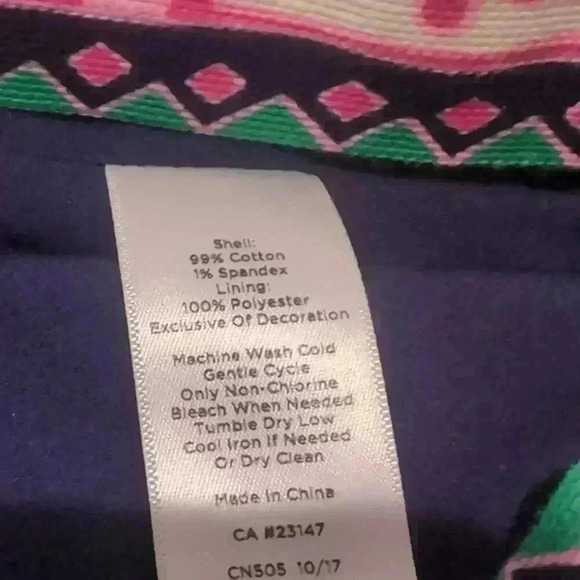 Shell:
99% Cotton
1% Spandex
Lining:
100% Polyester
Exclusive Of Decoration
Machine Wash Cold
Gentle Cycle
Only Non-Chlorine
Bleach When Needed
Tumble Dry Low
Cool Iron If Needed
Or Dry Clean
Made In China
CA #23147
CN505 10/17